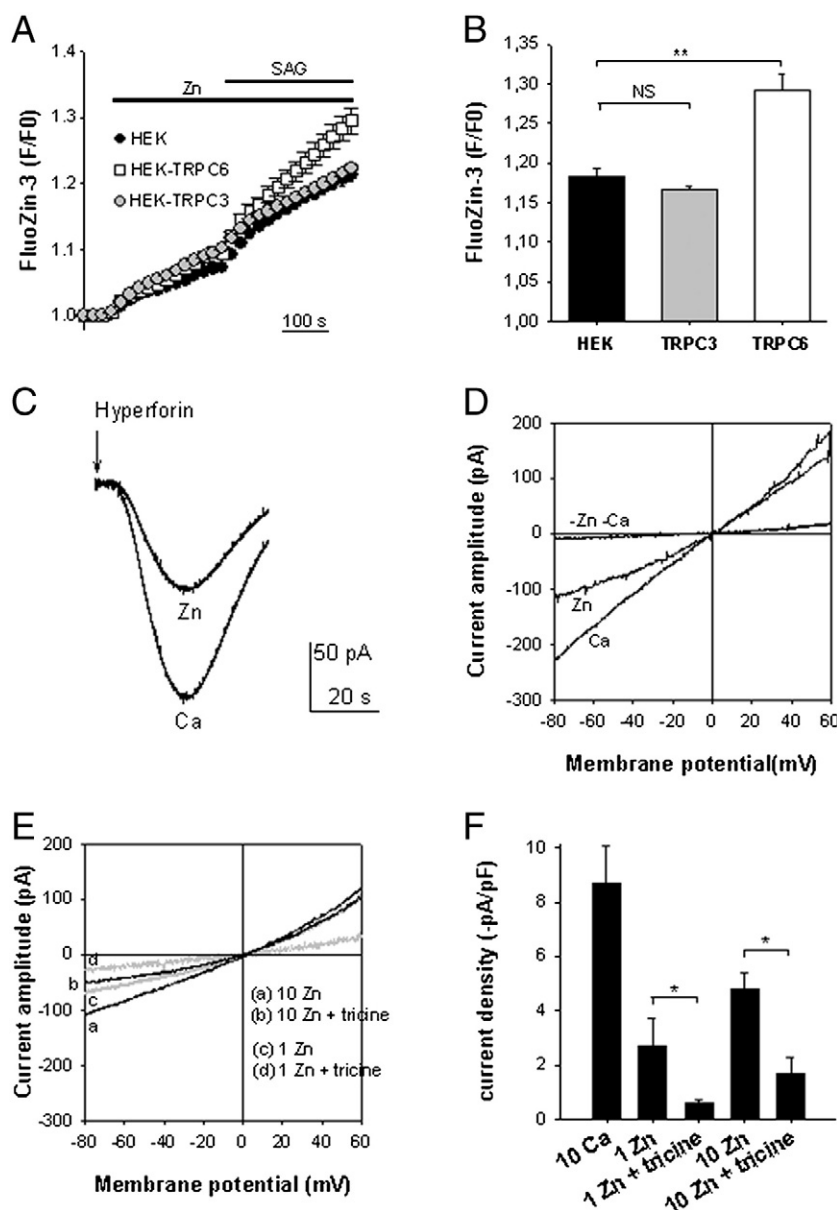 A
FluoZin-3 (F/F0)
1.4
1.3
1.2
1.1
1.0
SAG
Zn
HEK
HEK-TRPC6
HEK-TRPC3
100 s
B
FluoZin-3 (F/F0)
1,35
1,30
1,25
1,20
1,15
1,10
1,05
1,00
**
NS
HEK
TRPC3
TRPC6
C
Hyperforin
Zn
Ca
50 pA
20 s
D
Current amplitude (pA)
200
100
0
-100
-200
-300
-Zn -Ca
Zn
Ca
-80 -60 -40 -20 0 20 40 60
Membrane potential(mV)
E
Current amplitude (pA)
200
100
0
-100
-200
-300
d
b
c
a
(a) 10 Zn
(b) 10 Zn + tricine
(c) 1 Zn
(d) 1 Zn + tricine
-80 -60 -40 -20 0 20 40 60
Membrane potential (mV)
F
current density (-pA/pF)
10
8
6
4
2
0
*
*
10 Ca
1 Zn
1 Zn + tricine
10 Zn
10 Zn + tricine